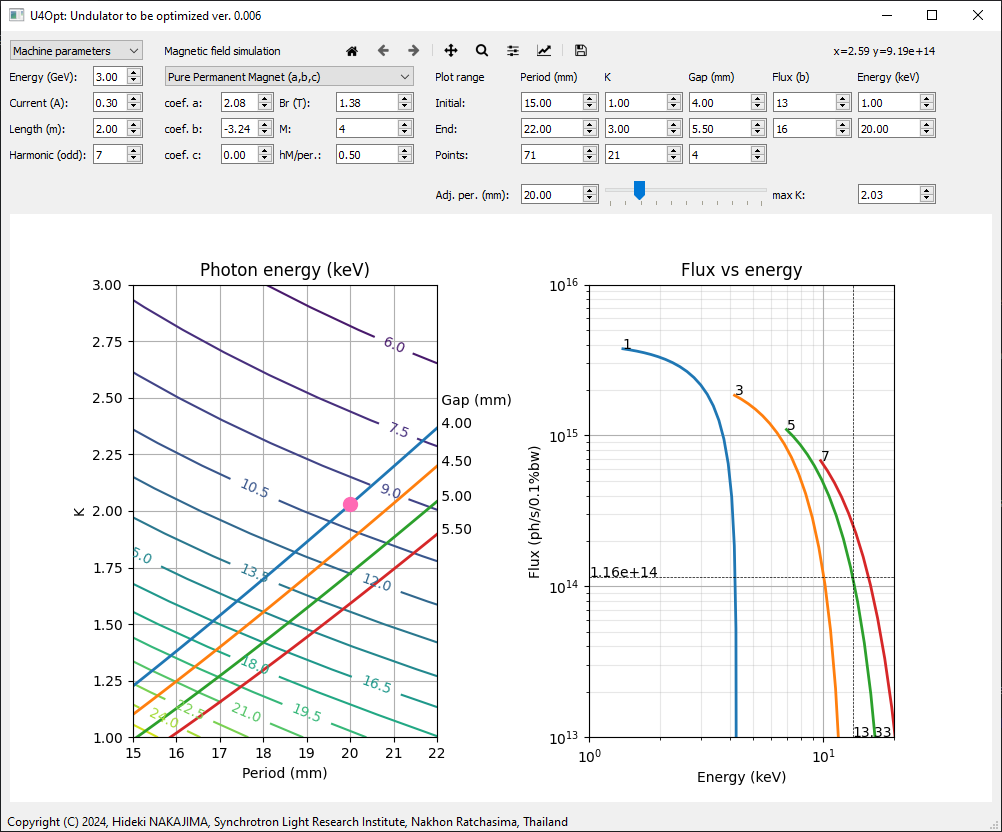 U4Opt: Undulator to be optimized ver. 0.006
Machine parameters Magnetic field simulation x=2.59 y=9.19e+14
Energy (GeV): 3.00 Pure Permanent Magnet (a,b,c) Plot range Period (mm) K Gap (mm) Flux (b) Energy (keV)
Current (A): 0.30 coef. a: 2.08 Br (T): 1.38 Initial: 15.00 1.00 4.00 13 1.00
Length (m): 2.00 coef. b: -3.24 M: 4 End: 22.00 3.00 5.50 16 20.00
Harmonic (odd): 7 coef. c: 0.00 hM/per.: 0.50 Points: 71 21 4
Adj. per. (mm): 20.00 max K: 2.03
Photon energy (keV)
3.00
2.75
2.50
2.25
2.00
1.75
1.50
1.25
1.00
K
15 16 17 18 19 20 21 22
Period (mm)
6.0
7.5
9.0
10.5
12.0
13.5
5.0
16.5
18.0
19.5
21.0
22.5
24.0
Gap (mm)
4.00
4.50
5.00
5.50
Flux vs energy
10^16
10^15
10^14
10^13
Flux (ph/s/0.1%bw)
1
3
5
7
1.16e+14
13.33
10^0 10^1
Energy (keV)
Copyright (C) 2024, Hideki NAKAJIMA, Synchrotron Light Research Institute, Nakhon Ratchasima, Thailand